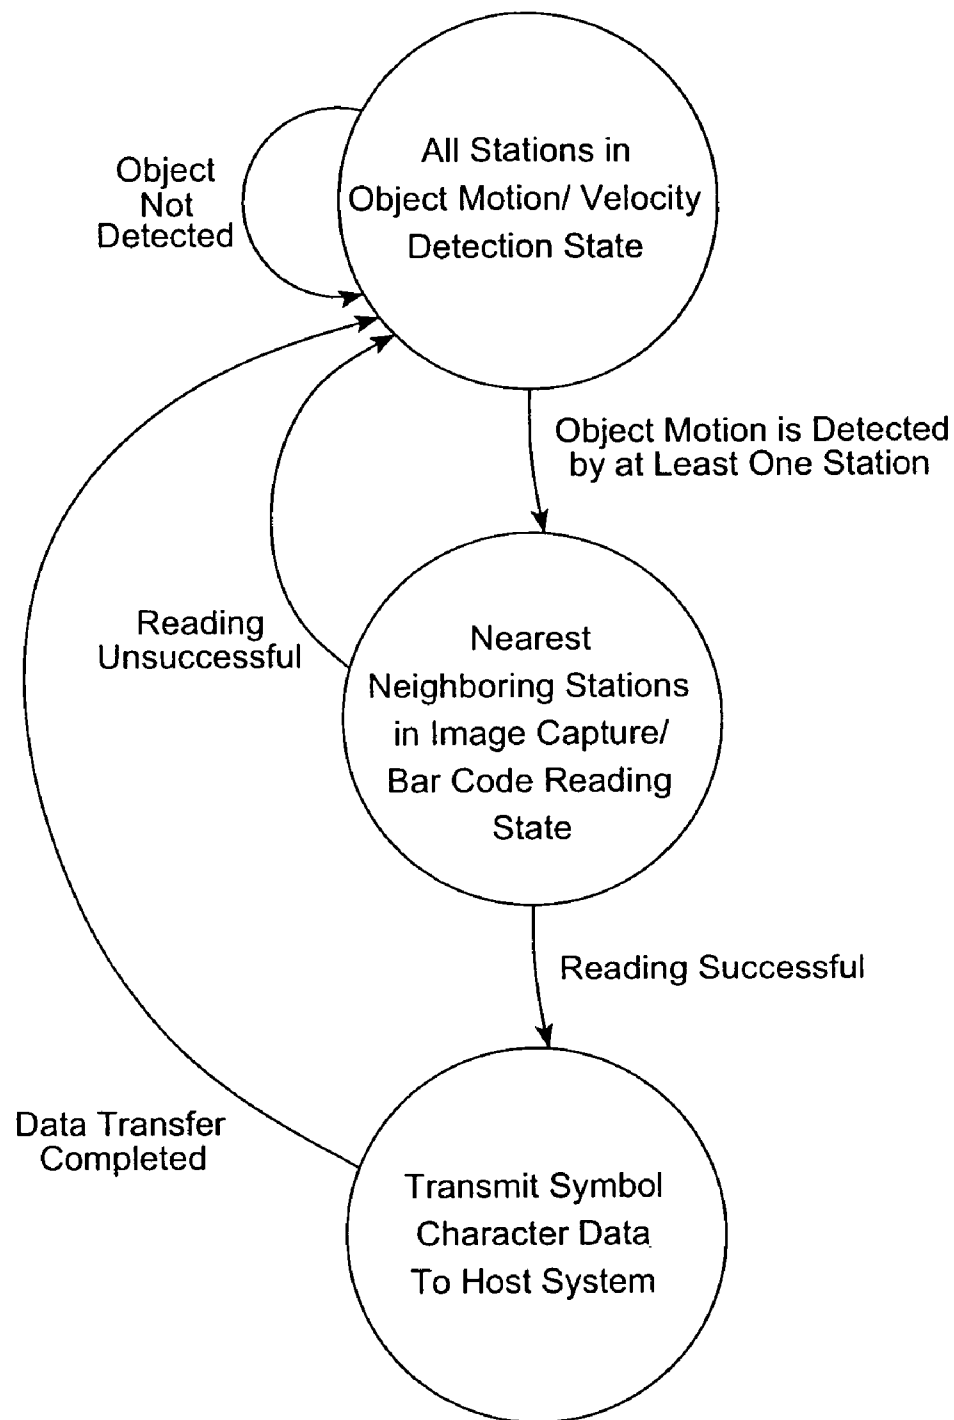 All Stations in
Object Motion/ Velocity
Detection State
Object
Not
Detected
Object Motion is Detected
by at Least One Station
Reading
Unsuccessful
Nearest
Neighboring Stations
in Image Capture/
Bar Code Reading
State
Reading Successful
Data Transfer
Completed
Transmit Symbol
Character Data
To Host System